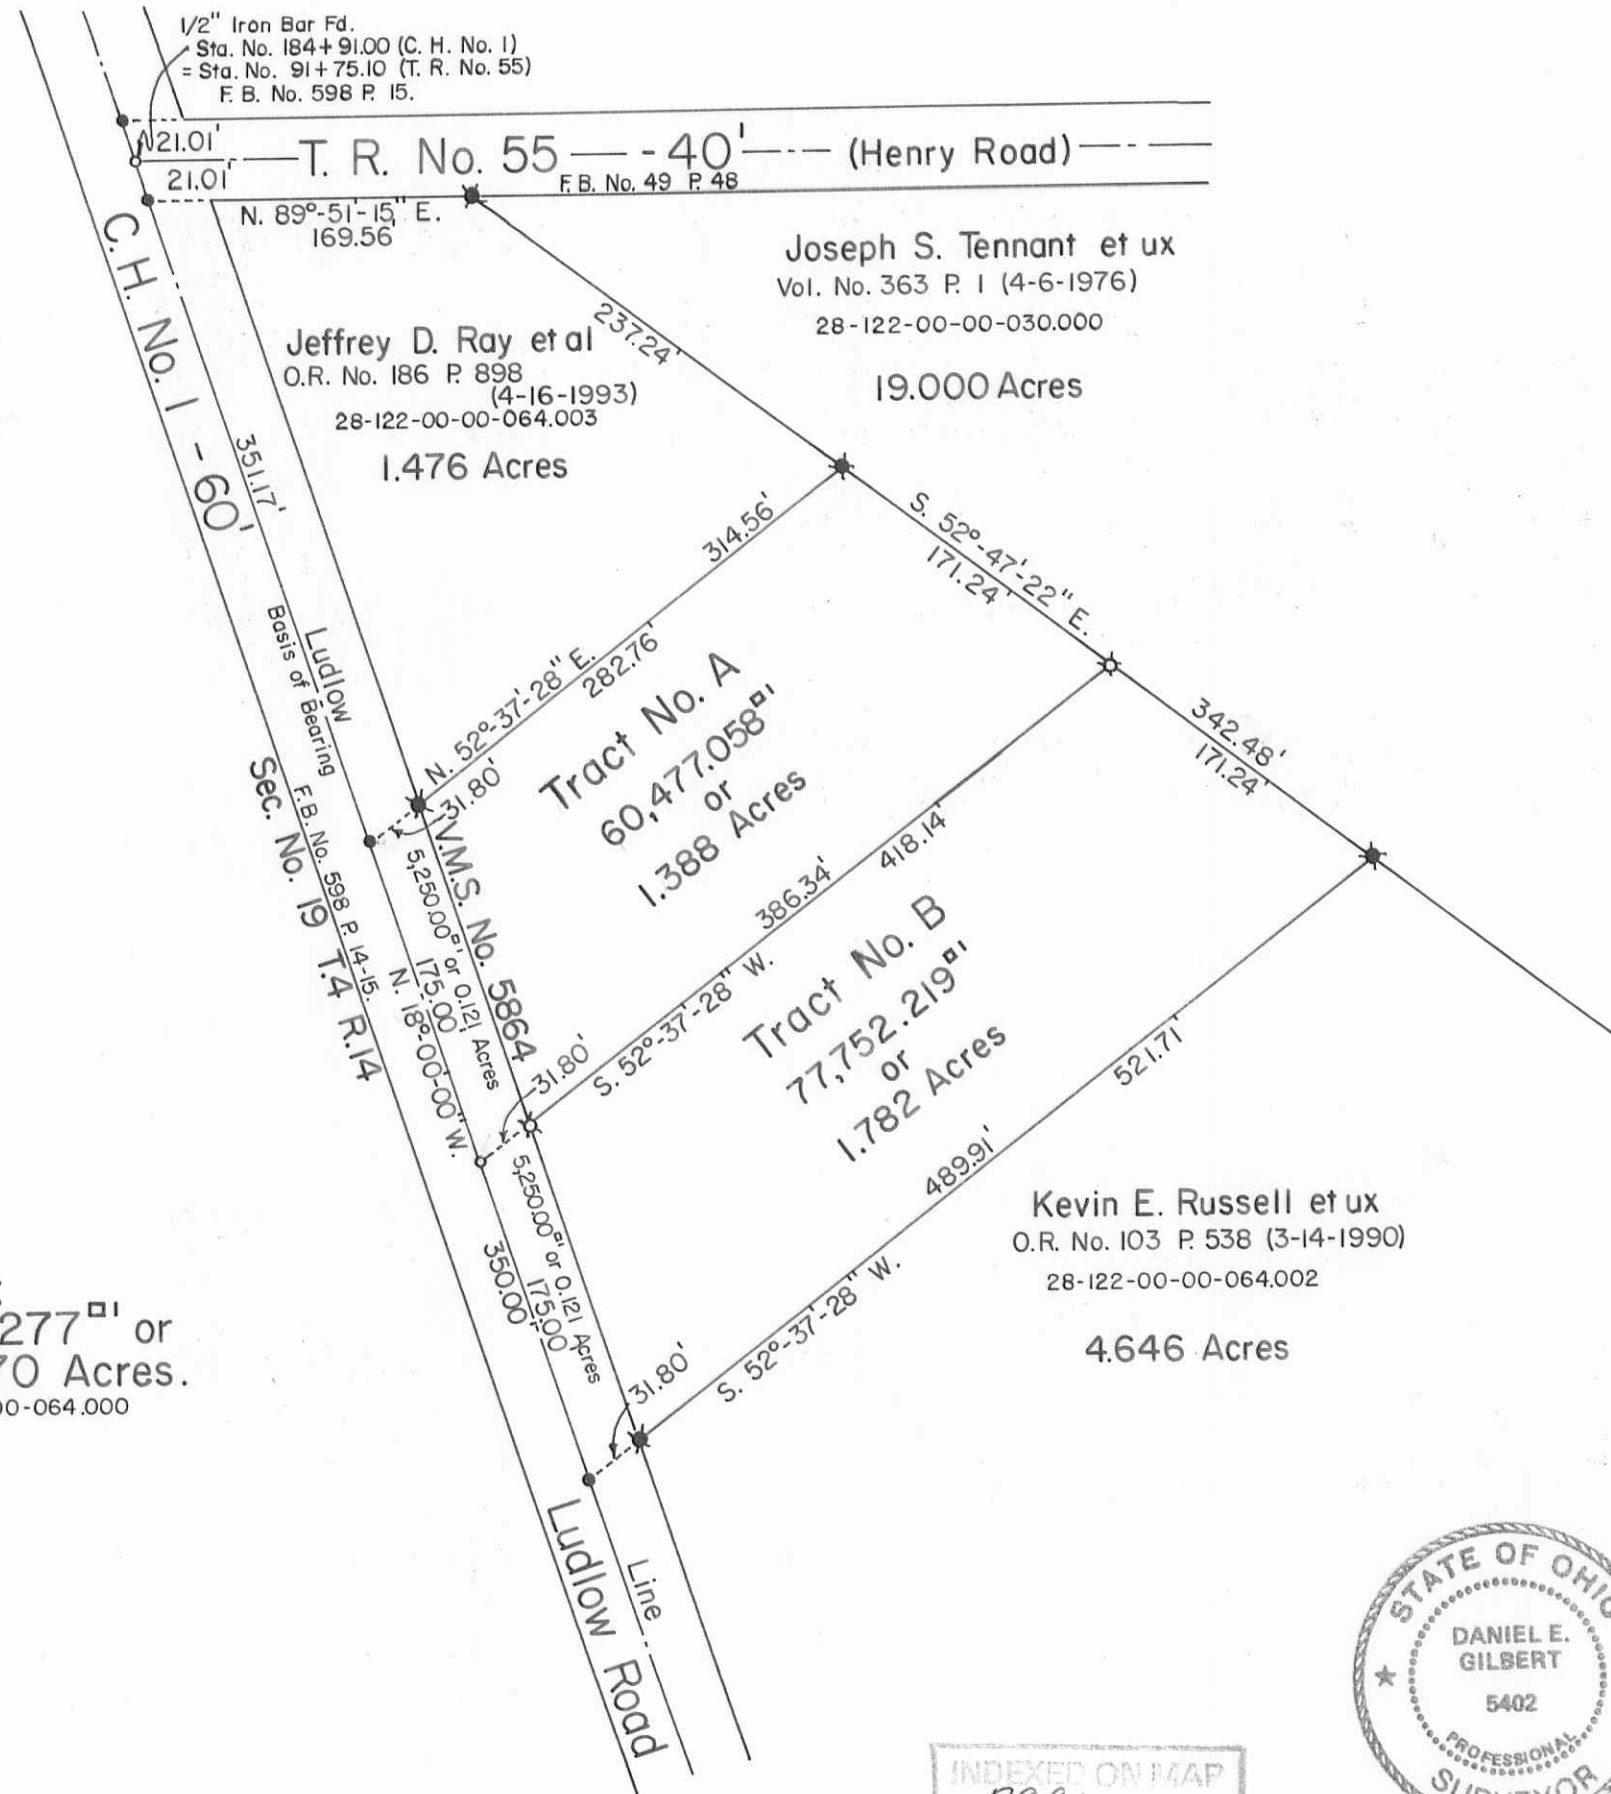 1/2" Iron Bar Fd.
Sta. No. 184+91.00 (C. H. No. 1)
= Sta. No. 91+75.10 (T. R. No. 55)
F. B. No. 598 P. 15.
21.01'
21.01'
T. R. No. 55 - 40' (Henry Road)
F. B. No. 49 P. 48
N. 89°-51'-15" E.
169.56'
Joseph S. Tennant et ux
Vol. No. 363 P. 1 (4-6-1976)
28-122-00-00-030.000
19.000 Acres
237.24'
Jeffrey D. Ray et al
O.R. No. 186 P. 898
(4-16-1993)
28-122-00-00-064.003
1.476 Acres
C. H. No. 1 - 60'
351.17'
314.56'
N. 52°-37'-28" E.
282.76'
S. 52°-47'-22" E.
171.24'
342.48'
171.24'
Ludlow
Basis of Bearing
F.B. No. 598 P. 14-15.
Sec. No. 19 T.4 R.14
31.80'
V.M.S. No. 5864
5,250.00□' or 0.121 Acres
175.00'
N. 18°-00'-00" W.
Tract No. A
60,477.058□'
or
1.388 Acres
418.14'
386.34'
S. 52°-37'-28" W.
31.80'
Tract No. B
77,752.219□'
or
1.782 Acres
521.71'
489.91'
S. 52°-37'-28" W.
31.80'
5,250.00□' or 0.121 Acres
175.00'
350.00'
Kevin E. Russell et ux
O.R. No. 103 P. 538 (3-14-1990)
28-122-00-00-064.002
4.646 Acres
277□' or
70 Acres.
00-064.000
Line
Ludlow Road
STATE OF OHIO
DANIEL E.
GILBERT
5402
PROFESSIONAL
SURVEYOR
INDEXED ON MAP